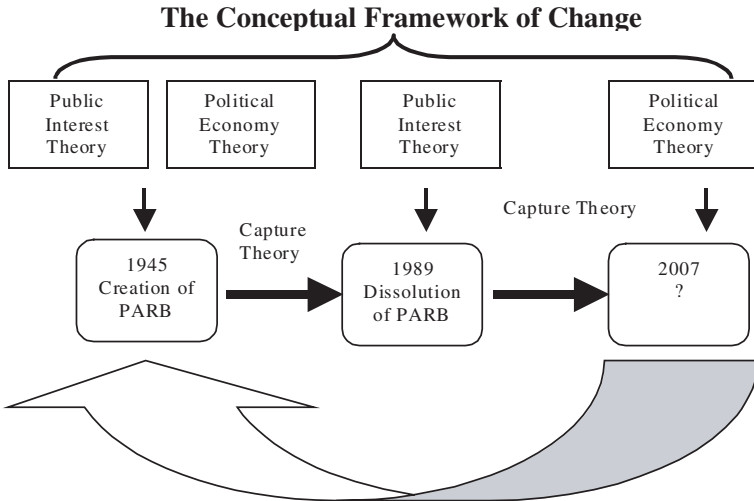 The Conceptual Framework of Change
Public
Interest
Theory
Political
Economy
Theory
Public
Interest
Theory
Political
Economy
Theory
Capture
Theory
Capture Theory
1945
Creation of
PARB
1989
Dissolution
of PARB
2007
?